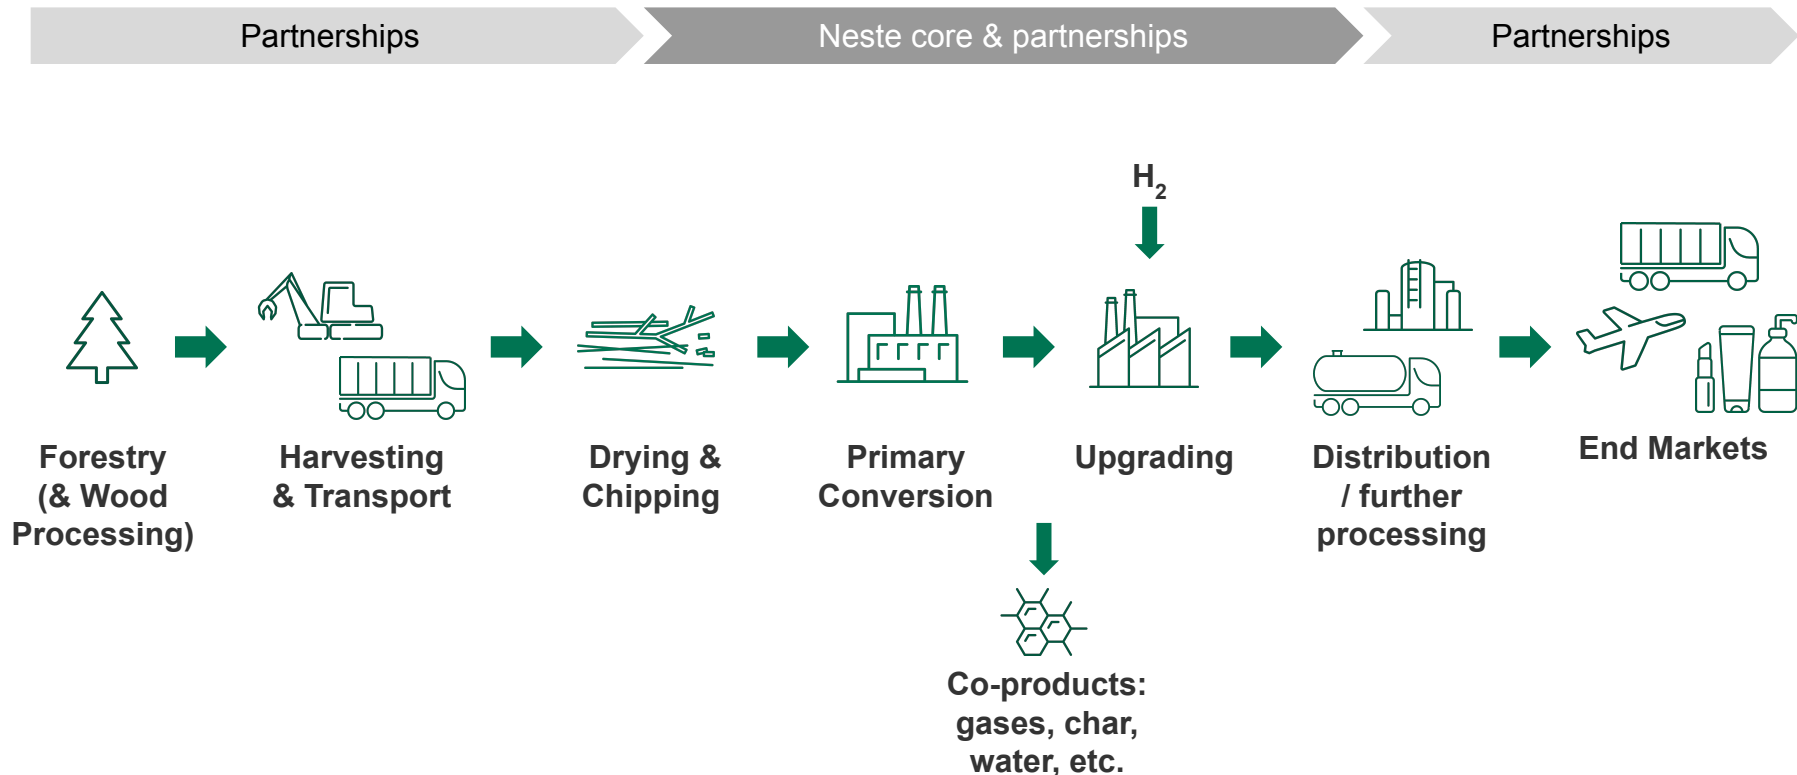 Partnerships
Neste core & partnerships
Partnerships
H₂
Forestry
(& Wood
Processing)
Harvesting
& Transport
Drying &
Chipping
Primary
Conversion
Upgrading
Distribution
/ further
processing
End Markets
Co-products:
gases, char,
water, etc.